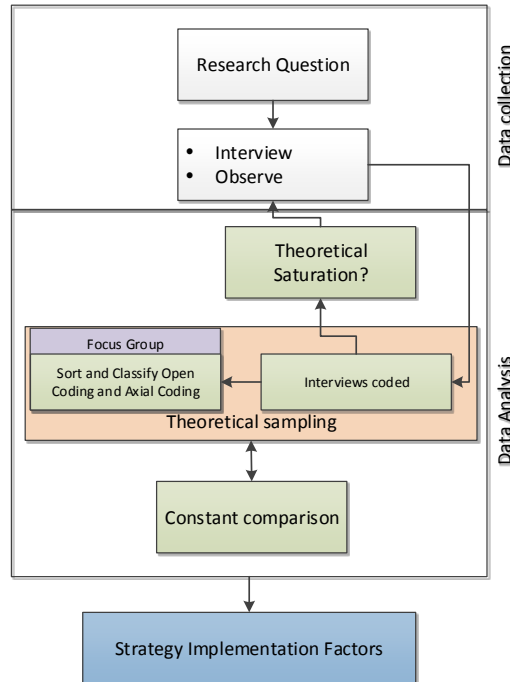 Research Question
Data collection
• Interview
• Observe
Theoretical
Saturation?
Focus Group
Sort and Classify Open
Coding and Axial Coding
Interviews coded
Theoretical sampling
Data Analysis
Constant comparison
Strategy Implementation Factors